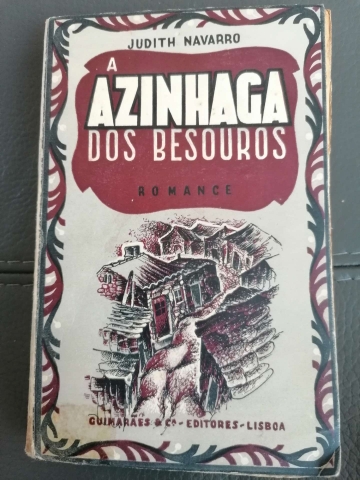 JUDITH NAVARRO
A
AZINHAGA
DOS BESOUROS
ROMANCE
GUIMARÃES & Cª - EDITORES - LISBOA